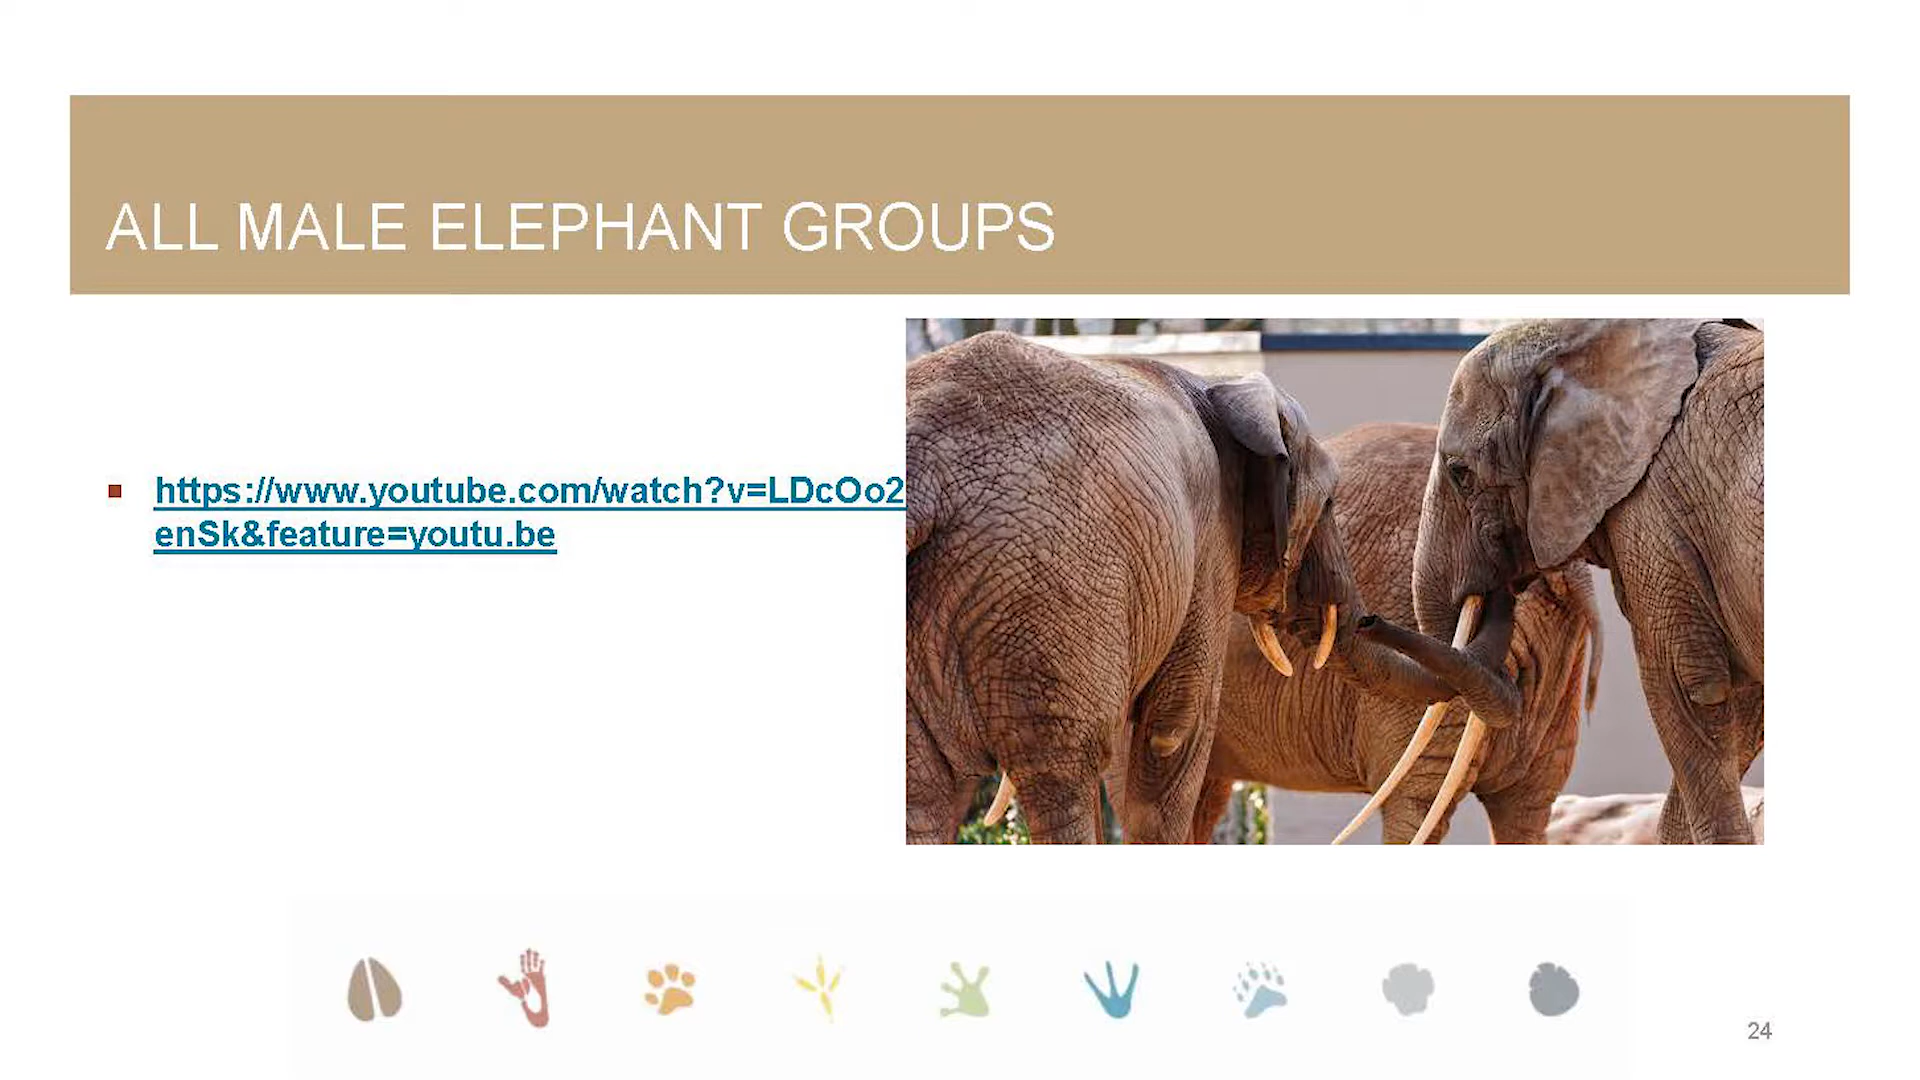 ALL MALE ELEPHANT GROUPS
https://www.youtube.com/watch?v=LDcOo2
enSk&feature=youtu.be
24